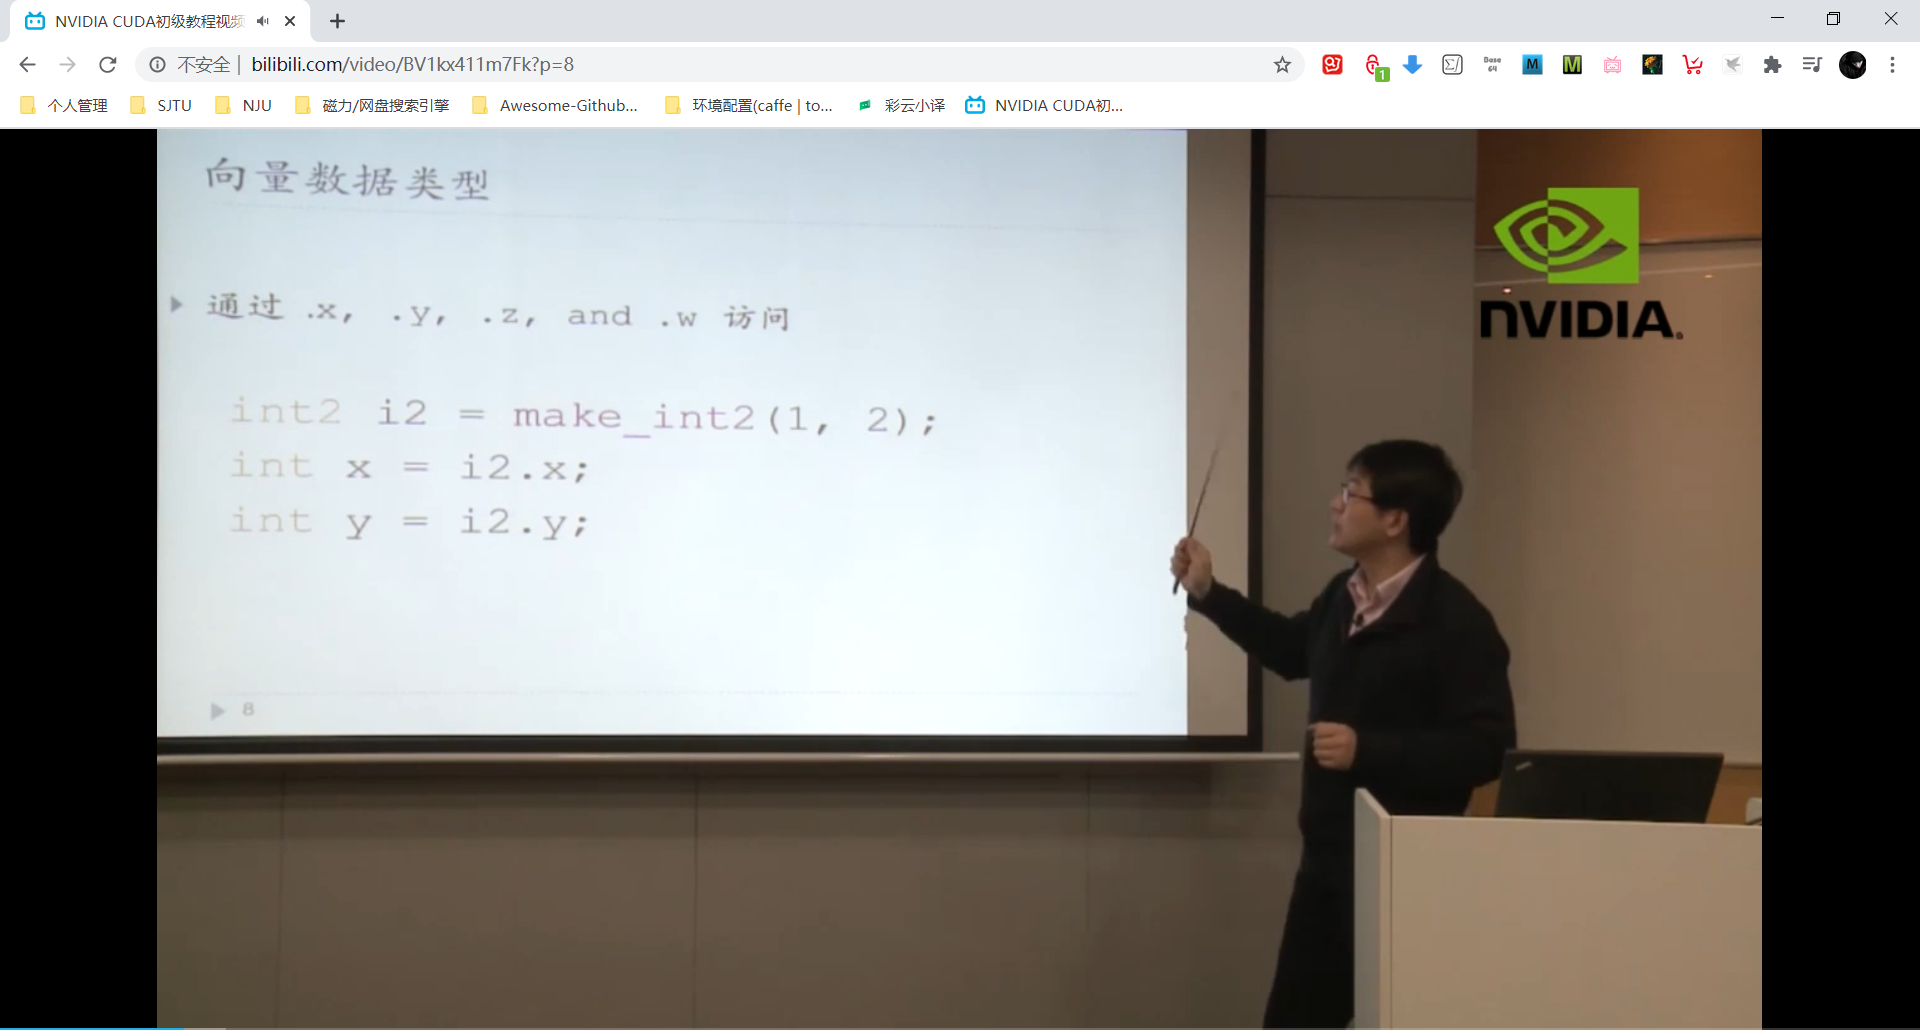 NVIDIA CUDA初级教程视频
不安全 | bilibili.com/video/BV1kx411m7Fk?p=8
1
Base 64
M
M
个人管理
SJTU
NJU
磁力/网盘搜索引擎
Awesome-Github...
环境配置(caffe | to...
彩云小译
NVIDIA CUDA初...
向量数据类型
通过 .x, .y, .z, and .w 访问
int2 i2 = make_int2(1, 2);
int x = i2.x;
int y = i2.y;
8
NVIDIA.